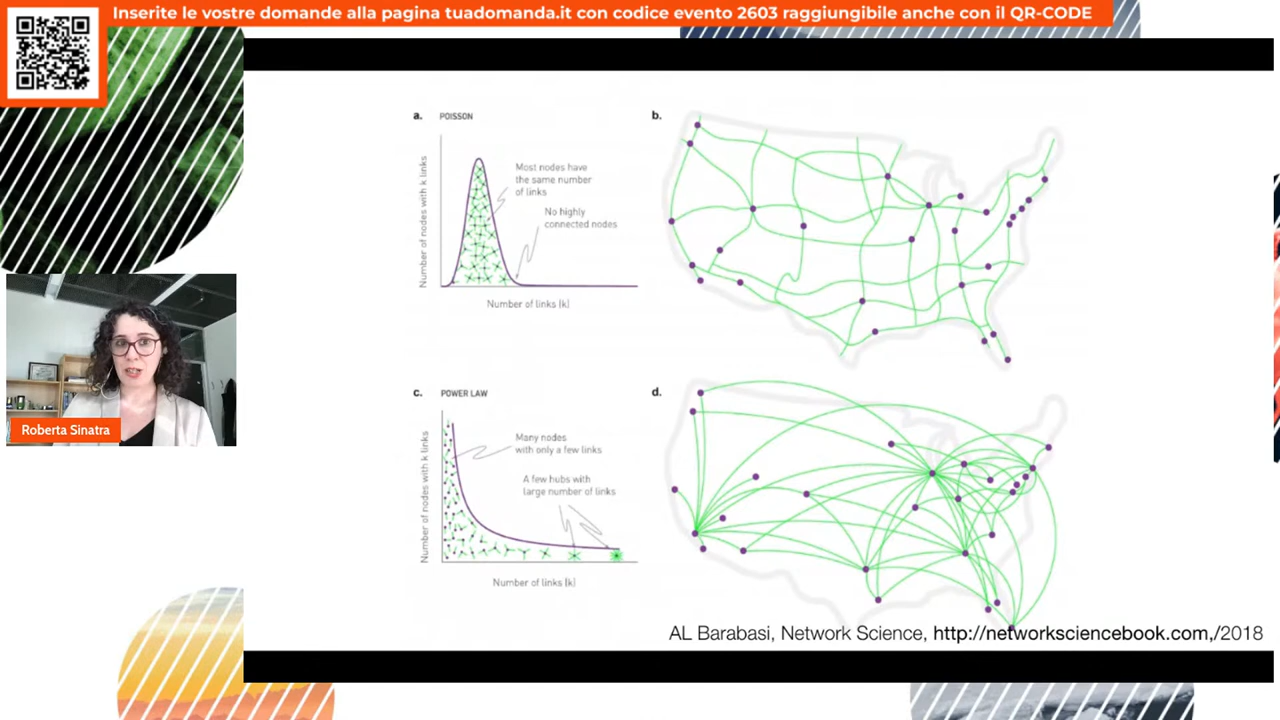 Inserite le vostre domande alla pagina tuadomanda.it con codice evento 2603 raggiungibile anche con il QR-CODE
a. POISSON
Number of nodes with k links
Most nodes have
the same number
of links
No highly
connected nodes
Number of links (k)
b.
c. POWER LAW
Number of nodes with k links
Many nodes
with only a few links
A few hubs with
large number of links
Number of links (k)
d.
Roberta Sinatra
AL Barabasi, Network Science, http://networksciencebook.com,/2018